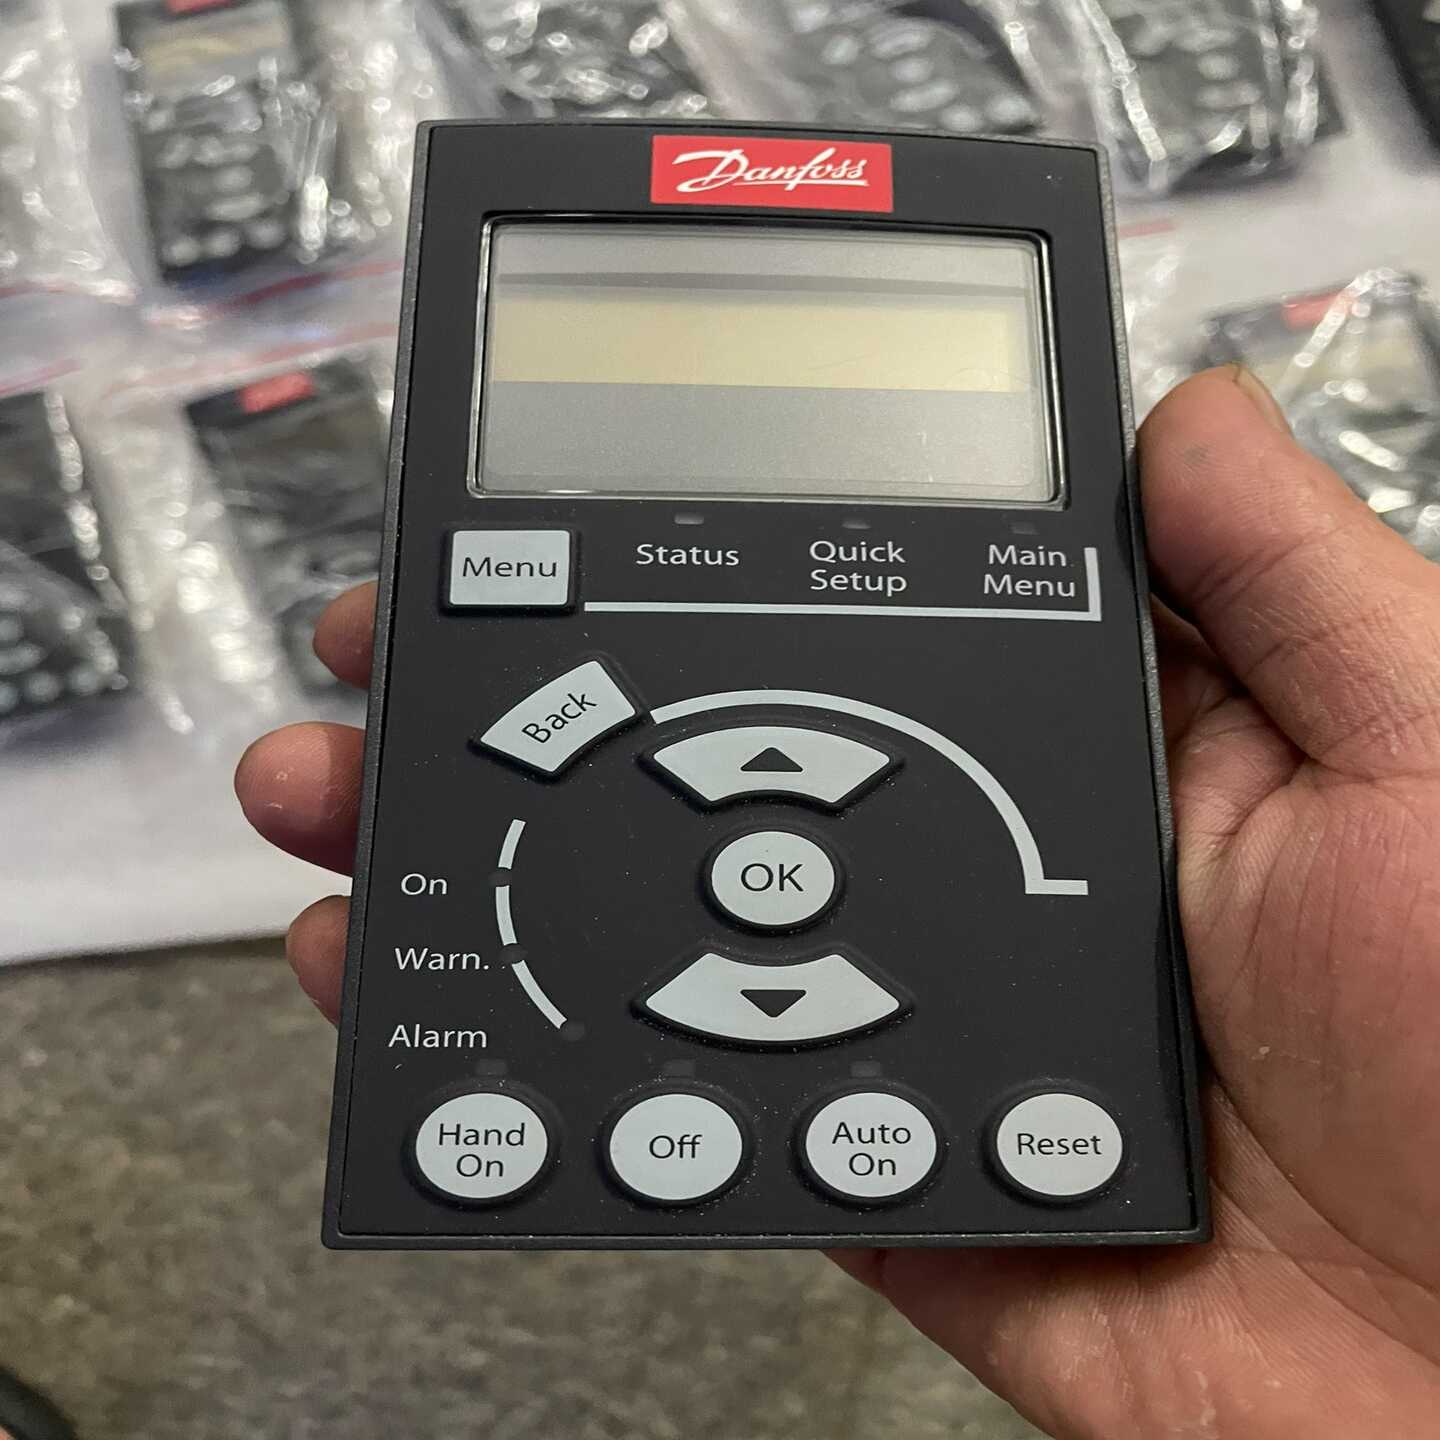 Danfoss
Menu
Status
Quick
Setup
Main
Menu
Back
OK
On
Warn.
Alarm
Hand
On
Off
Auto
On
Reset